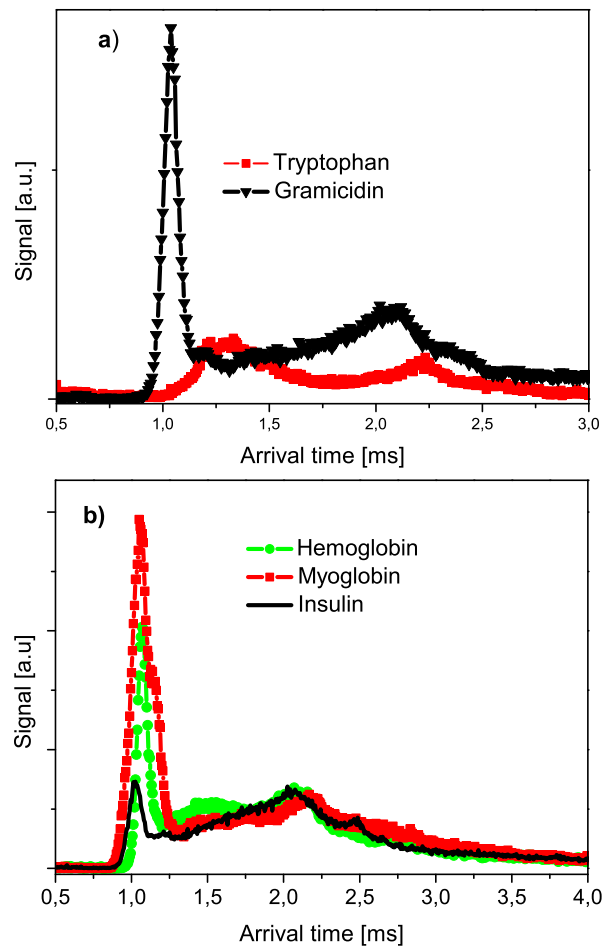 a)
Tryptophan
Gramicidin
Signal [a.u.]
0,5 1,0 1,5 2,0 2,5 3,0
Arrival time [ms]
b)
Hemoglobin
Myoglobin
Insulin
Signal [a.u]
0,5 1,0 1,5 2,0 2,5 3,0 3,5 4,0
Arrival time [ms]